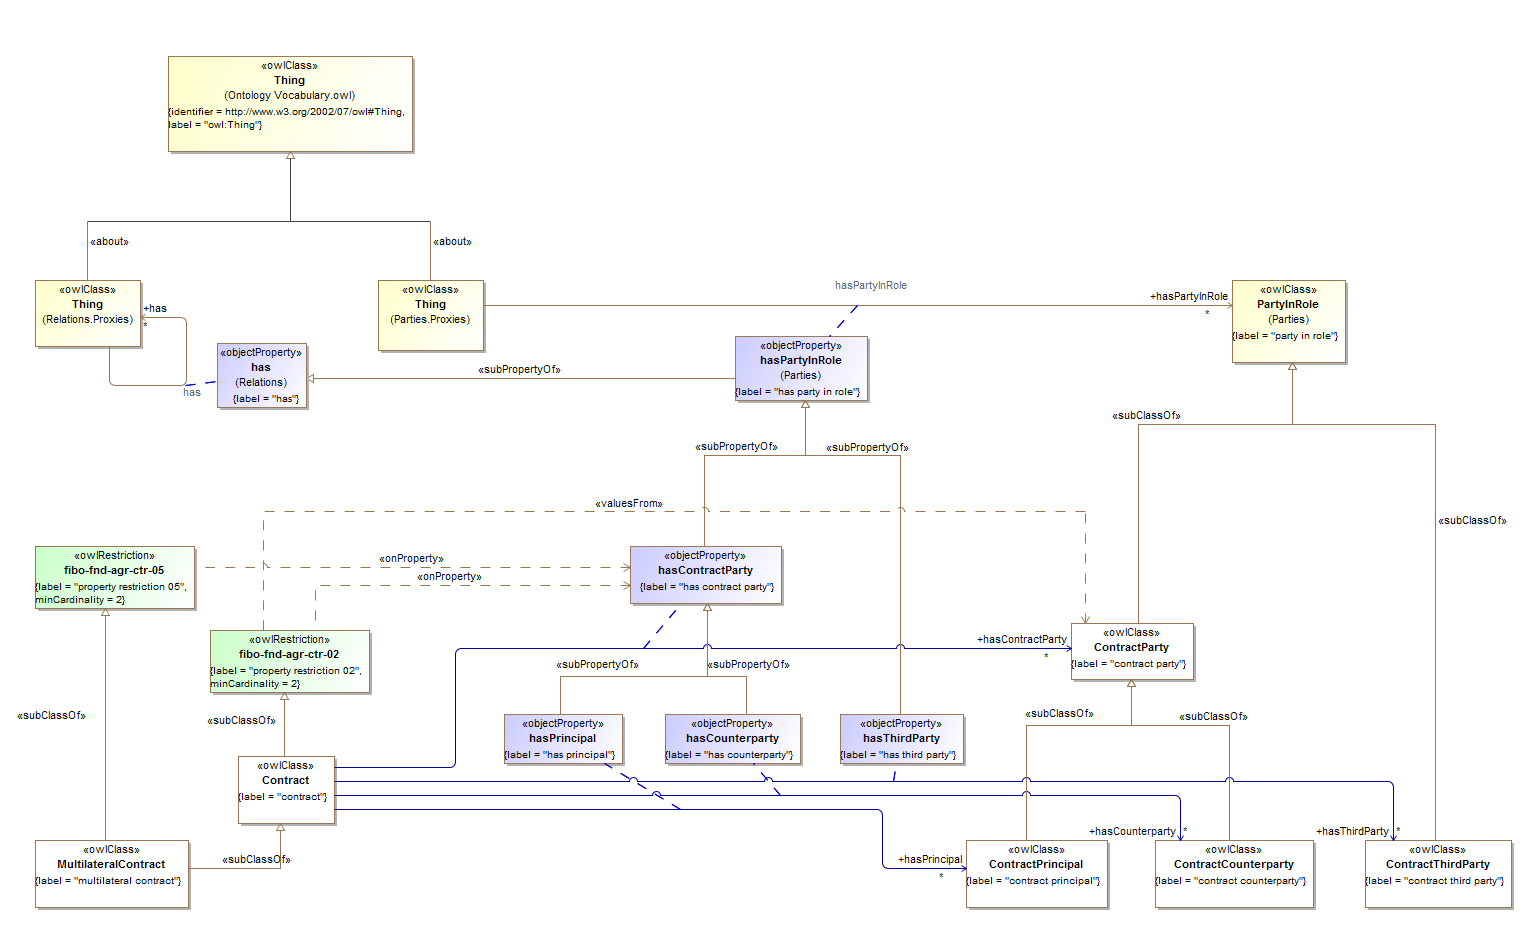 «owlClass»
Thing
(Ontology Vocabulary.owl)
{identifier = http://www.w3.org/2002/07/owl#Thing,
label = "owl:Thing"}
«about»
«about»
«owlClass»
Thing
(Relations.Proxies)
+has
*
has
«owlClass»
Thing
(Parties.Proxies)
hasPartyInRole
+hasPartyInRole
*
«owlClass»
PartyInRole
(Parties)
{label = "party in role"}
«objectProperty»
has
(Relations)
{label = "has"}
«subPropertyOf»
«objectProperty»
hasPartyInRole
(Parties)
{label = "has party in role"}
«subClassOf»
«subPropertyOf»
«subPropertyOf»
«valuesFrom»
«subClassOf»
«owlRestriction»
fibo-fnd-agr-ctr-05
{label = "property restriction 05",
minCardinality = 2}
«onProperty»
«onProperty»
«objectProperty»
hasContractParty
{label = "has contract party"}
«owlRestriction»
fibo-fnd-agr-ctr-02
{label = "property restriction 02",
minCardinality = 2}
+hasContractParty
*
«owlClass»
ContractParty
{label = "contract party"}
«subPropertyOf»
«subPropertyOf»
«subClassOf»
«subClassOf»
«subClassOf»
«subClassOf»
«objectProperty»
hasPrincipal
{label = "has principal"}
«objectProperty»
hasCounterparty
{label = "has counterparty"}
«objectProperty»
hasThirdParty
{label = "has third party"}
«owlClass»
Contract
{label = "contract"}
«subClassOf»
+hasPrincipal
*
+hasCounterparty
*
+hasThirdParty
*
«owlClass»
MultilateralContract
{label = "multilateral contract"}
«owlClass»
ContractPrincipal
{label = "contract principal"}
«owlClass»
ContractCounterparty
{label = "contract counterparty"}
«owlClass»
ContractThirdParty
{label = "contract third party"}